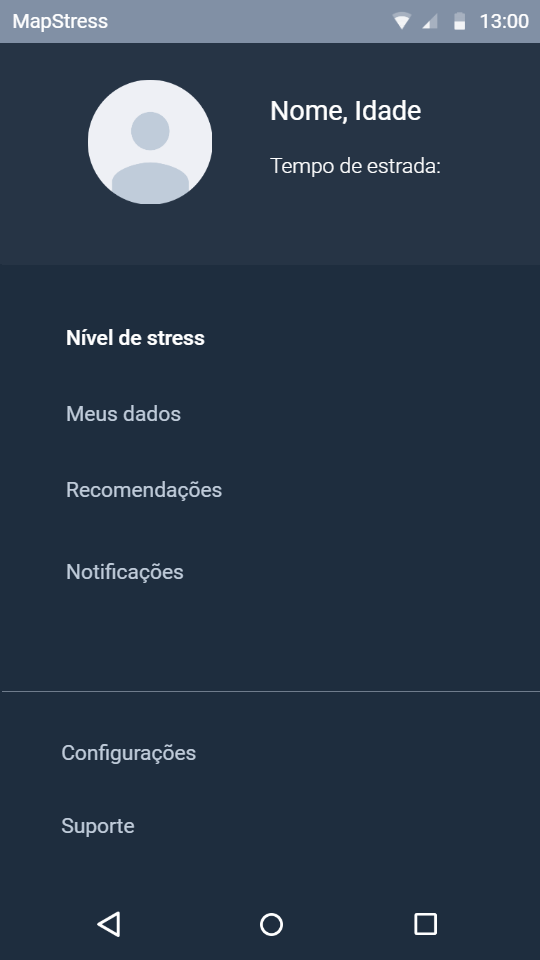 MapStress 13:00
Nome, Idade
Tempo de estrada:
Nível de stress
Meus dados
Recomendações
Notificações
Configurações
Suporte